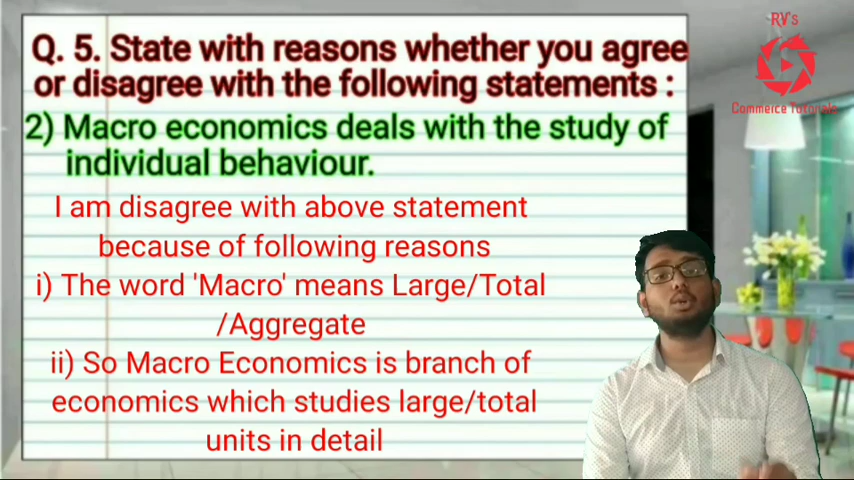 Q. 5. State with reasons whether you agree
or disagree with the following statements :
2) Macro economics deals with the study of
individual behaviour.
I am disagree with above statement
because of following reasons
i) The word 'Macro' means Large/Total
/Aggregate
ii) So Macro Economics is branch of
economics which studies large/total
units in detail
RV's
Commerce Tutorials